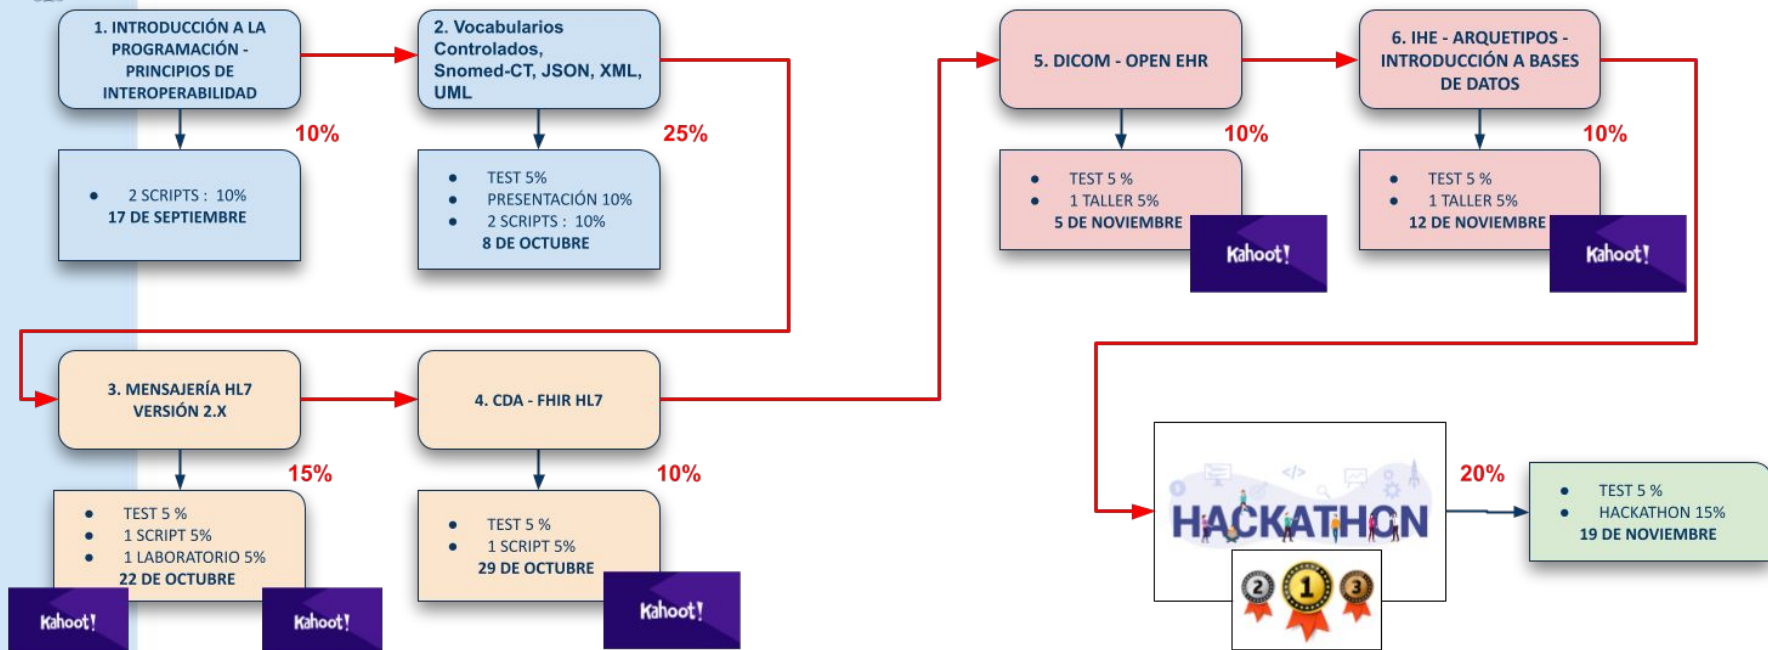 1. INTRODUCCIÓN A LA
PROGRAMACIÓN -
PRINCIPIOS DE
INTEROPERABILIDAD
10%
● 2 SCRIPTS : 10%
17 DE SEPTIEMBRE
2. Vocabularios
Controlados,
Snomed-CT, JSON, XML,
UML
25%
● TEST 5%
● PRESENTACIÓN 10%
● 2 SCRIPTS : 10%
8 DE OCTUBRE
3. MENSAJERÍA HL7
VERSIÓN 2.X
15%
● TEST 5 %
● 1 SCRIPT 5%
● 1 LABORATORIO 5%
22 DE OCTUBRE
Kahoot!
Kahoot!
4. CDA - FHIR HL7
10%
● TEST 5 %
● 1 SCRIPT 5%
29 DE OCTUBRE
Kahoot!
5. DICOM - OPEN EHR
10%
● TEST 5 %
● 1 TALLER 5%
5 DE NOVIEMBRE
Kahoot!
6. IHE - ARQUETIPOS -
INTRODUCCIÓN A BASES
DE DATOS
10%
● TEST 5 %
● 1 TALLER 5%
12 DE NOVIEMBRE
Kahoot!
</>
HACKATHON
2 1 3
20%
● TEST 5 %
● HACKATHON 15%
19 DE NOVIEMBRE